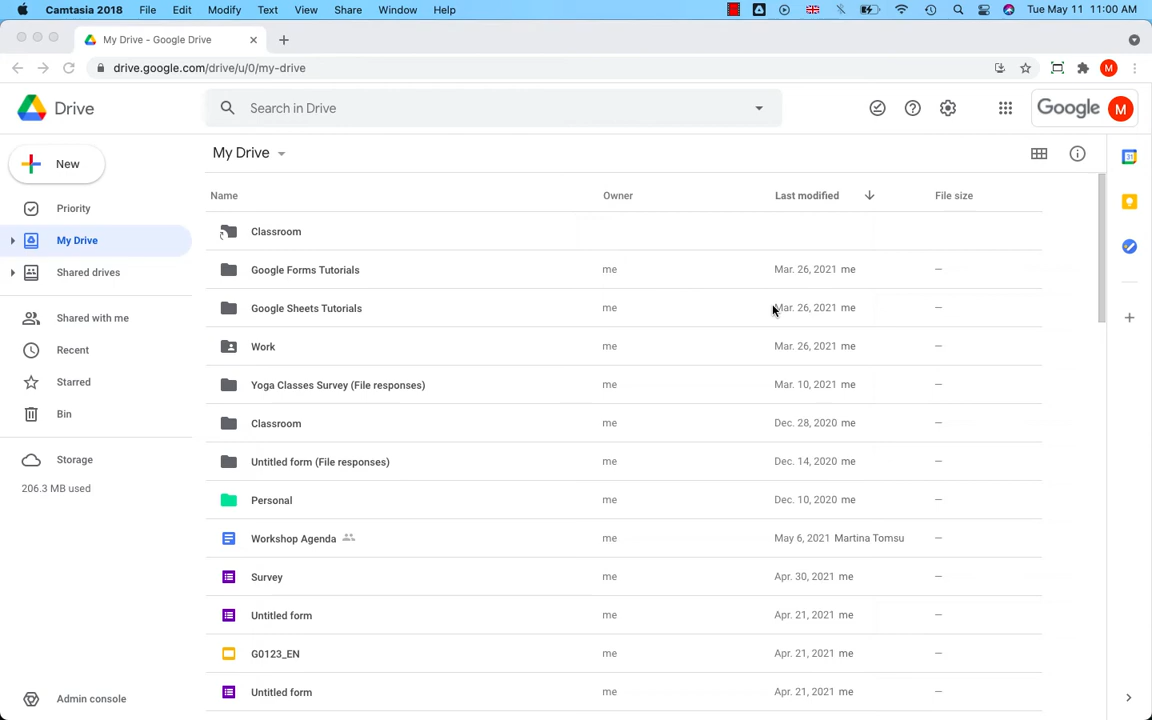 Camtasia 2018 File Edit Modify Text View Share Window Help Tue May 11 11:00 AM
My Drive - Google Drive
drive.google.com/drive/u/0/my-drive M
Drive Search in Drive Google M
New My Drive
Priority
My Drive
Shared drives
Shared with me
Recent
Starred
Bin
Storage
206.3 MB used
Admin console
Name Owner Last modified File size
Classroom
Google Forms Tutorials me Mar. 26, 2021 me –
Google Sheets Tutorials me Mar. 26, 2021 me –
Work me Mar. 26, 2021 me –
Yoga Classes Survey (File responses) me Mar. 10, 2021 me –
Classroom me Dec. 28, 2020 me –
Untitled form (File responses) me Dec. 14, 2020 me –
Personal me Dec. 10, 2020 me –
Workshop Agenda me May 6, 2021 Martina Tomsu –
Survey me Apr. 30, 2021 me –
Untitled form me Apr. 21, 2021 me –
G0123_EN me Apr. 21, 2021 me –
Untitled form me Apr. 21, 2021 me –
31